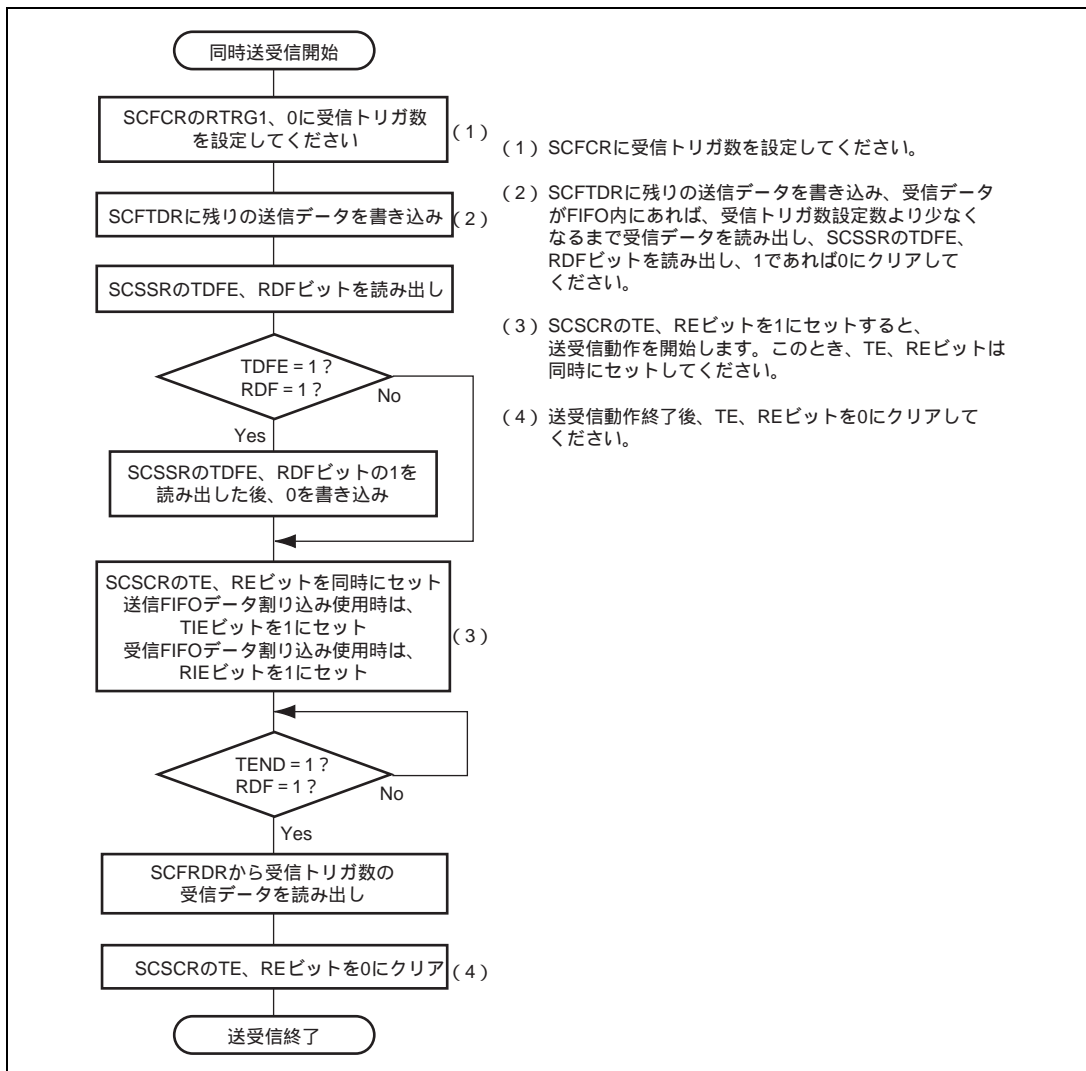 同時送受信開始
SCFCRのRTRG1、0に受信トリガ数
を設定してください
（1）
SCFTDRに残りの送信データを書き込み
（2）
SCSSRのTDFE、RDFビットを読み出し
TDFE = 1？
RDF = 1？
No
Yes
SCSSRのTDFE、RDFビットの1を
読み出した後、0を書き込み
SCSCRのTE、REビットを同時にセット
送信FIFOデータ割り込み使用時は、
TIEビットを1にセット
受信FIFOデータ割り込み使用時は、
RIEビットを1にセット
（3）
TEND = 1？
RDF = 1？
No
Yes
SCFRDRから受信トリガ数の
受信データを読み出し
SCSCRのTE、REビットを0にクリア
（4）
送受信終了
（1）SCFCRに受信トリガ数を設定してください。
（2）SCFTDRに残りの送信データを書き込み、受信データ
がFIFO内にあれば、受信トリガ数設定数より少なく
なるまで受信データを読み出し、SCSSRのTDFE、
RDFビットを読み出し、1であれば0にクリアして
ください。
（3）SCSCRのTE、REビットを1にセットすると、
送受信動作を開始します。このとき、TE、REビットは
同時にセットしてください。
（4）送受信動作終了後、TE、REビットを0にクリアして
ください。